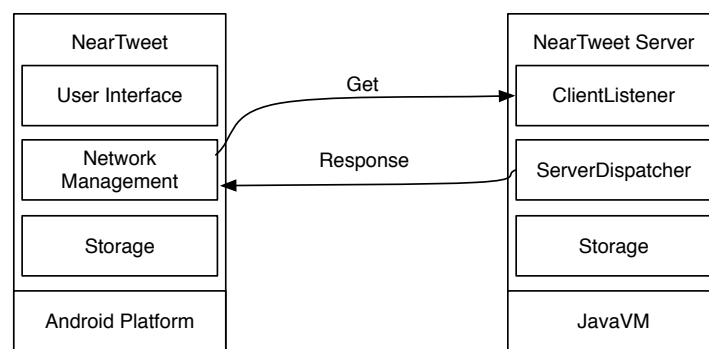 NearTweet
User Interface
Network
Management
Storage
Android Platform
Get
Response
NearTweet Server
ClientListener
ServerDispatcher
Storage
JavaVM